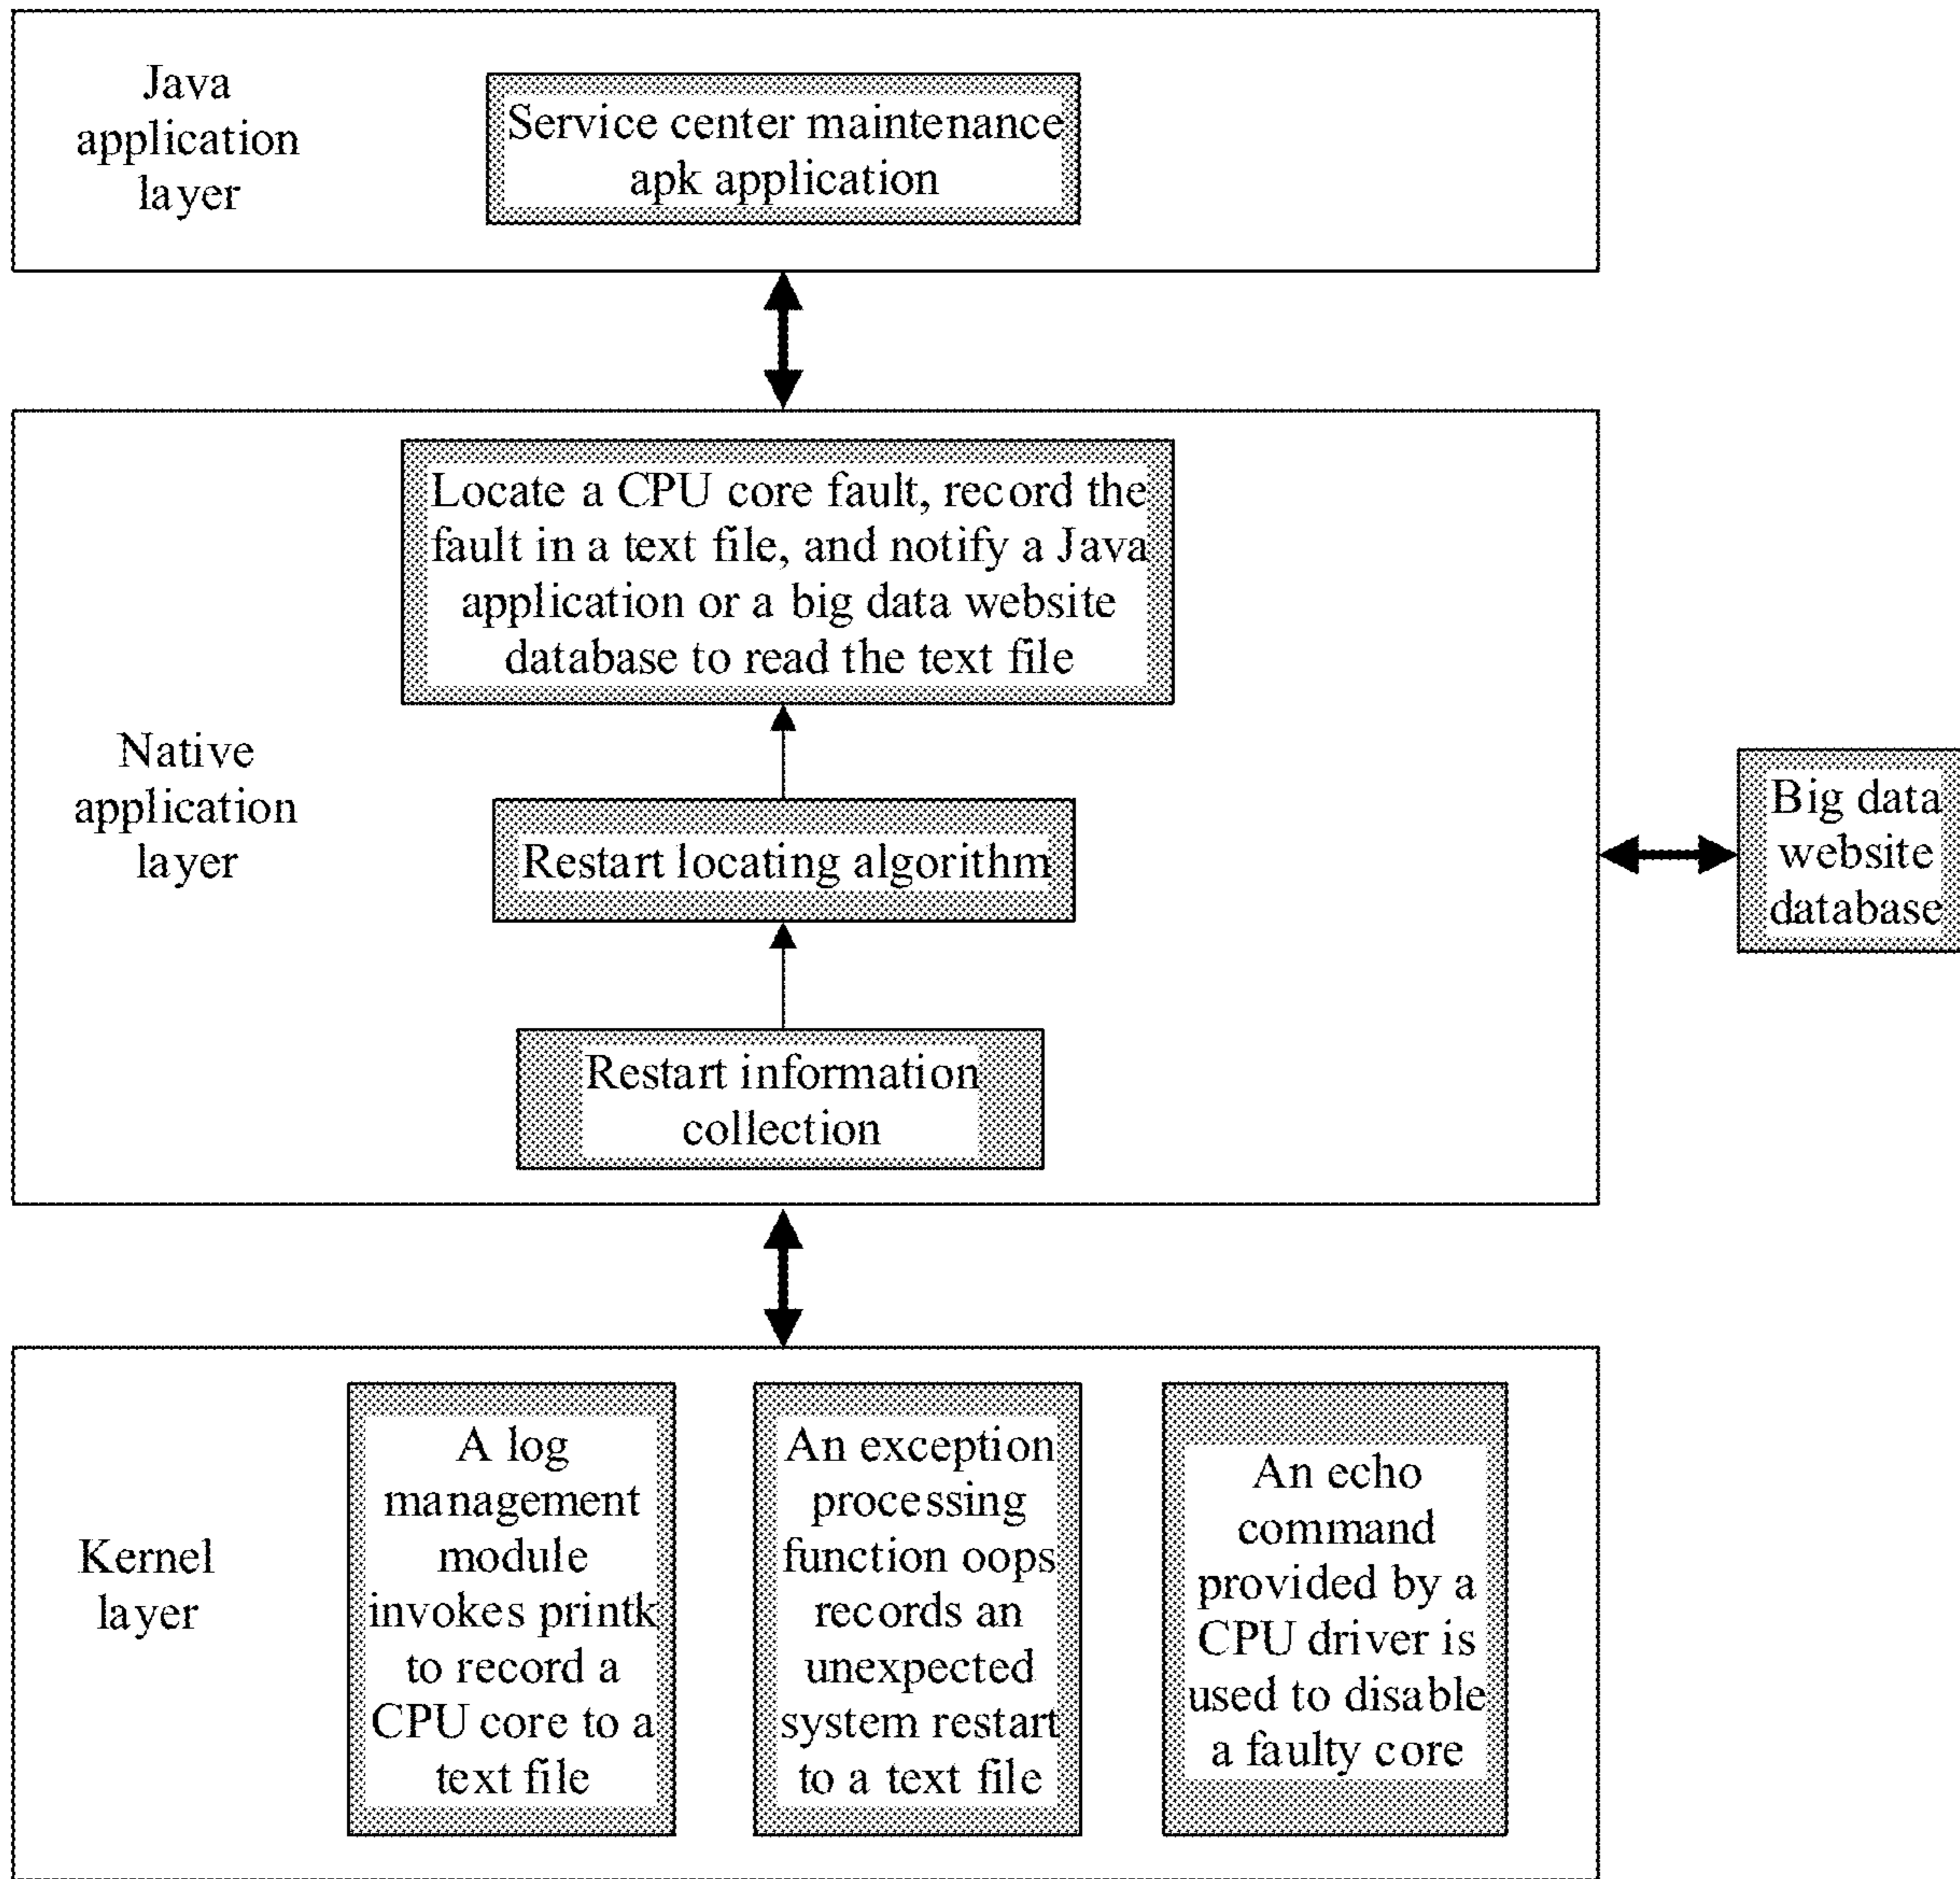 Java
application
layer
Service center maintenance
apk application
Locate a CPU core fault, record the
fault in a text file, and notify a Java
application or a big data website
database to read the text file
Native
application
layer
Restart locating algorithm
Restart information
collection
Big data
website
database
Kernel
layer
A log
management
module
invokes printk
to record a
CPU core to a
text file
An exception
processing
function oops
records an
unexpected
system restart
to a text file
An echo
command
provided by a
CPU driver is
used to disable
a faulty core